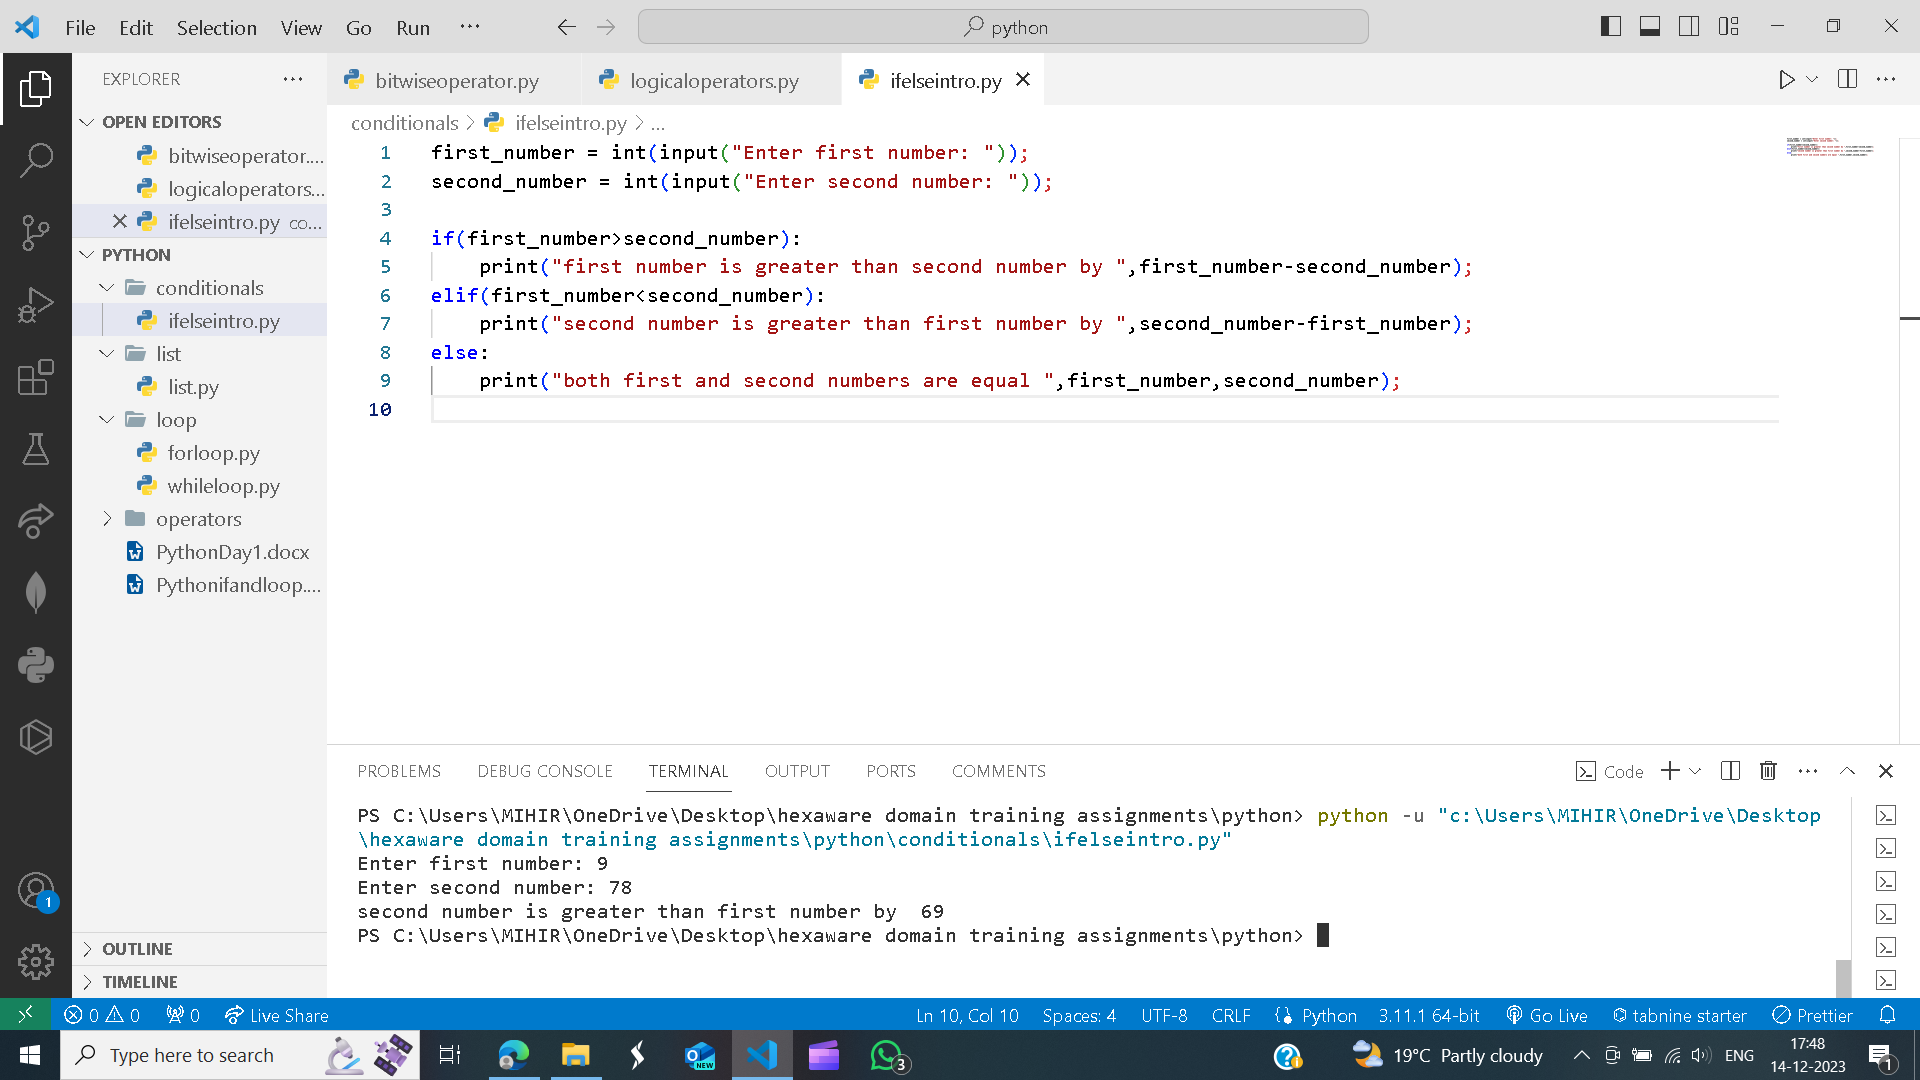 File Edit Selection View Go Run ... python
EXPLORER ...
OPEN EDITORS
bitwiseoperator....
logicaloperators...
ifelseintro.py co...
PYTHON
conditionals
ifelseintro.py
list
list.py
loop
forloop.py
whileloop.py
operators
PythonDay1.docx
Pythonifandloop....
OUTLINE
TIMELINE
1
bitwiseoperator.py logicaloperators.py ifelseintro.py
conditionals > ifelseintro.py > ...
1 first_number = int(input("Enter first number: "));
2 second_number = int(input("Enter second number: "));
3
4 if(first_number>second_number):
5 print("first number is greater than second number by ",first_number-second_number);
6 elif(first_number<second_number):
7 print("second number is greater than first number by ",second_number-first_number);
8 else:
9 print("both first and second numbers are equal ",first_number,second_number);
10
PROBLEMS DEBUG CONSOLE TERMINAL OUTPUT PORTS COMMENTS Code
PS C:\Users\MIHIR\OneDrive\Desktop\hexaware domain training assignments\python> python -u "c:\Users\MIHIR\OneDrive\Desktop
\hexaware domain training assignments\python\conditionals\ifelseintro.py"
Enter first number: 9
Enter second number: 78
second number is greater than first number by  69
PS C:\Users\MIHIR\OneDrive\Desktop\hexaware domain training assignments\python>
0 0 0 Live Share Ln 10, Col 10 Spaces: 4 UTF-8 CRLF Python 3.11.1 64-bit Go Live tabnine starter Prettier
Type here to search NEW 3 19°C Partly cloudy ENG 17:48
14-12-2023 1